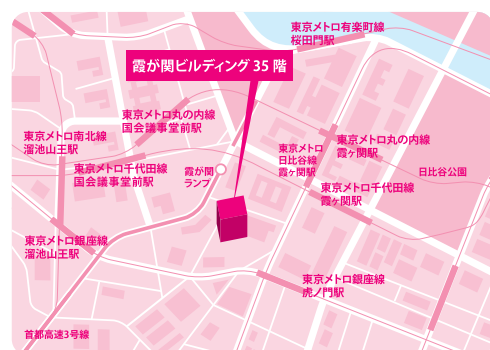 東京メトロ有楽町線
桜田門駅
霞が関ビルディング 35 階
東京メトロ丸の内線
国会議事堂前駅
東京メトロ南北線
溜池山王駅
東京メトロ千代田線
国会議事堂前駅
霞が関
ランプ
東京メトロ
日比谷線
霞ヶ関駅
東京メトロ丸の内線
霞ヶ関駅
日比谷公園
東京メトロ千代田線
霞ヶ関駅
東京メトロ銀座線
溜池山王駅
東京メトロ銀座線
虎ノ門駅
首都高速3号線